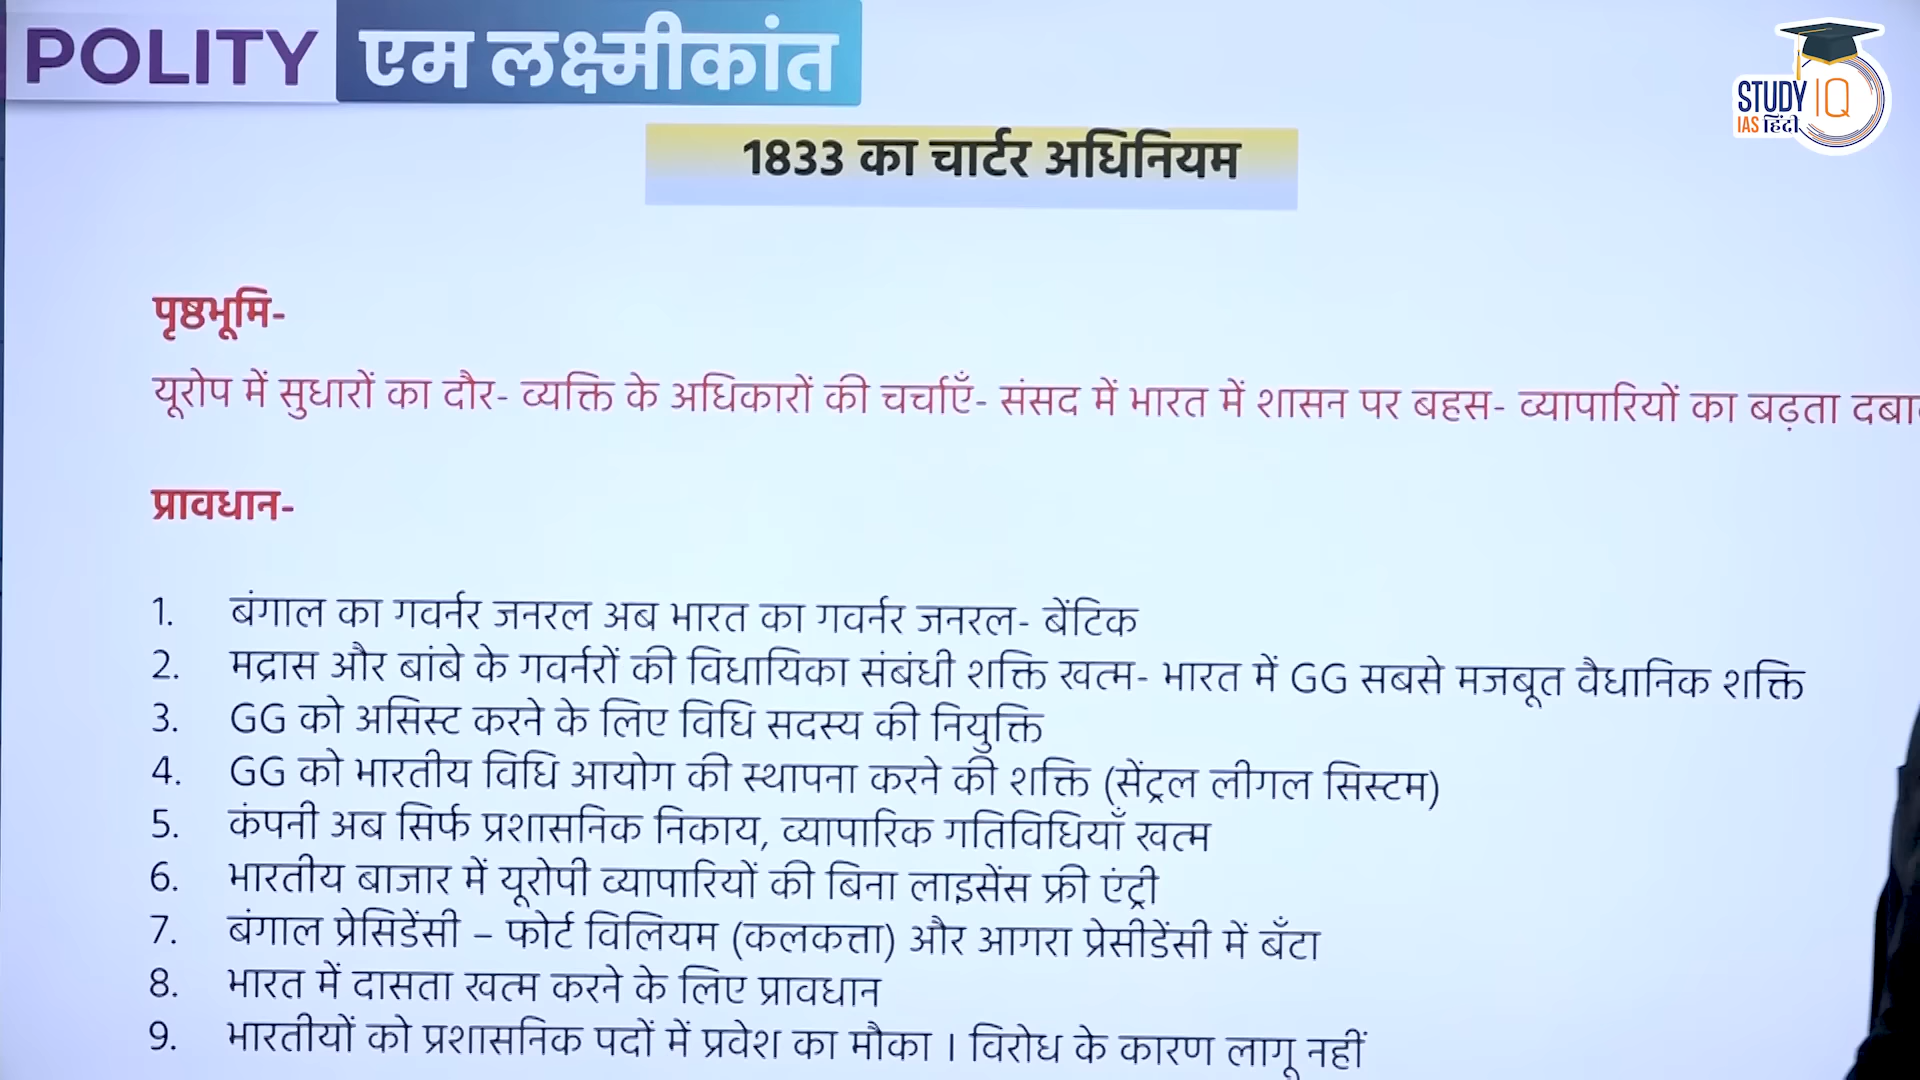 POLITY एम लक्ष्मीकांत
STUDY IQ
IAS हिंदी
1833 का चार्टर अधिनियम
पृष्ठभूमि-
यूरोप में सुधारों का दौर- व्यक्ति के अधिकारों की चर्चाएँ- संसद में भारत में शासन पर बहस- व्यापारियों का बढ़ता
प्रावधान-
1. बंगाल का गवर्नर जनरल अब भारत का गवर्नर जनरल- बेंटिक
2. मद्रास और बांबे के गवर्नरों की विधायिका संबंधी शक्ति खत्म- भारत में GG सबसे मजबूत वैधानिक शक्ति
3. GG को असिस्ट करने के लिए विधि सदस्य की नियुक्ति
4. GG को भारतीय विधि आयोग की स्थापना करने की शक्ति (सेंट्रल लीगल सिस्टम)
5. कंपनी अब सिर्फ प्रशासनिक निकाय, व्यापारिक गतिविधियाँ खत्म
6. भारतीय बाजार में यूरोपी व्यापारियों की बिना लाइसेंस फ्री एंट्री
7. बंगाल प्रेसिडेंसी – फोर्ट विलियम (कलकत्ता) और आगरा प्रेसीडेंसी में बँटा
8. भारत में दासता खत्म करने के लिए प्रावधान
9. भारतीयों को प्रशासनिक पदों में प्रवेश का मौका । विरोध के कारण लागू नहीं